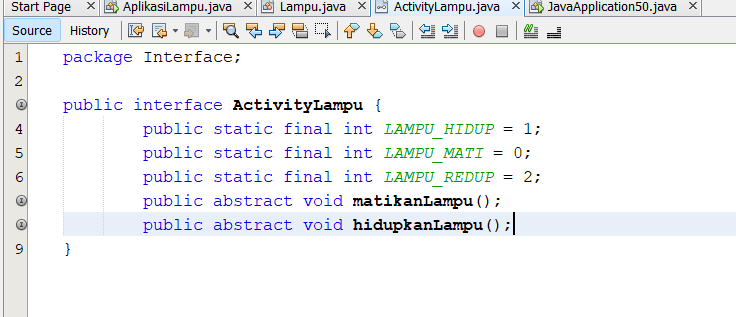 Start Page AplikasiLampu.java Lampu.java ActivityLampu.java JavaApplication50.java
Source History
1 package Interface;
2
public interface ActivityLampu {
4 public static final int LAMPU_HIDUP = 1;
5 public static final int LAMPU_MATI = 0;
6 public static final int LAMPU_REDUP = 2;
public abstract void matikanLampu();
public abstract void hidupkanLampu();
9 }